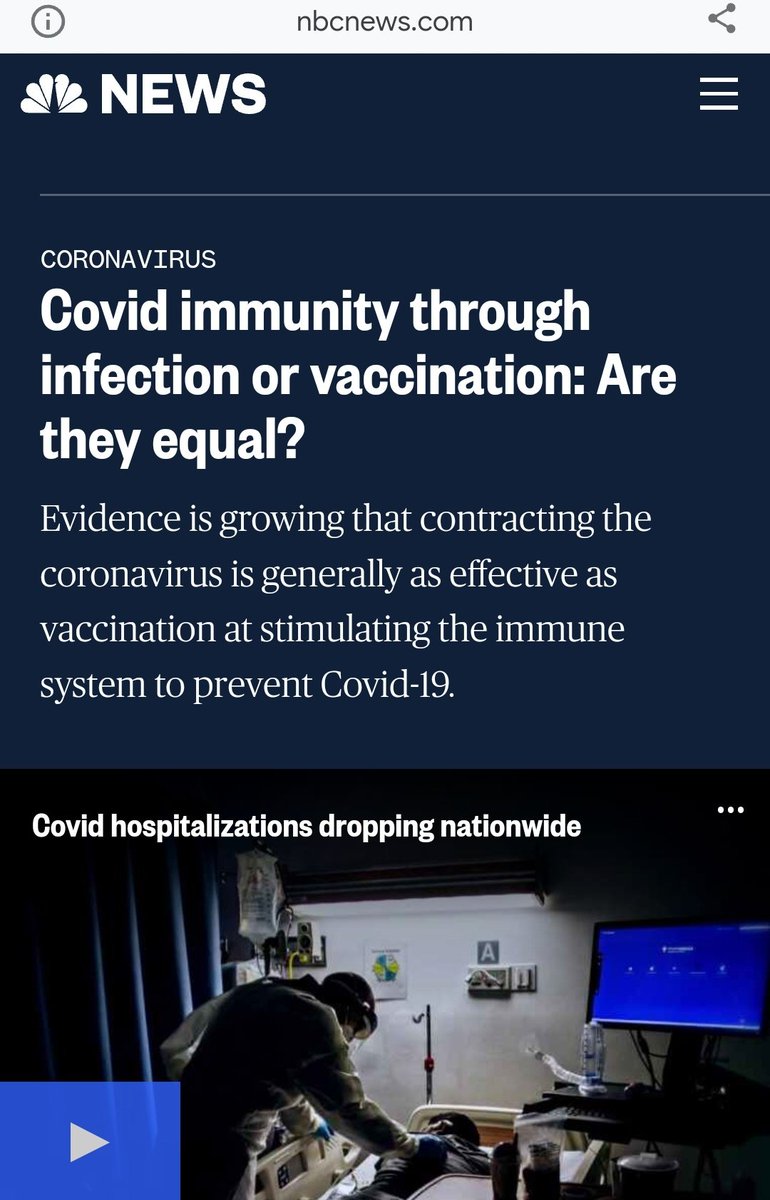 nbcnews.com
NEWS
CORONAVIRUS
Covid immunity through
infection or vaccination: Are
they equal?
Evidence is growing that contracting the
coronavirus is generally as effective as
vaccination at stimulating the immune
system to prevent Covid-19.
Covid hospitalizations dropping nationwide
A